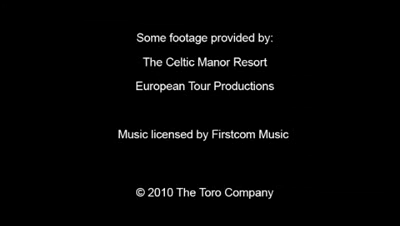 Some footage provided by:
The Celtic Manor Resort
European Tour Productions
Music licensed by Firstcom Music
© 2010 The Toro Company